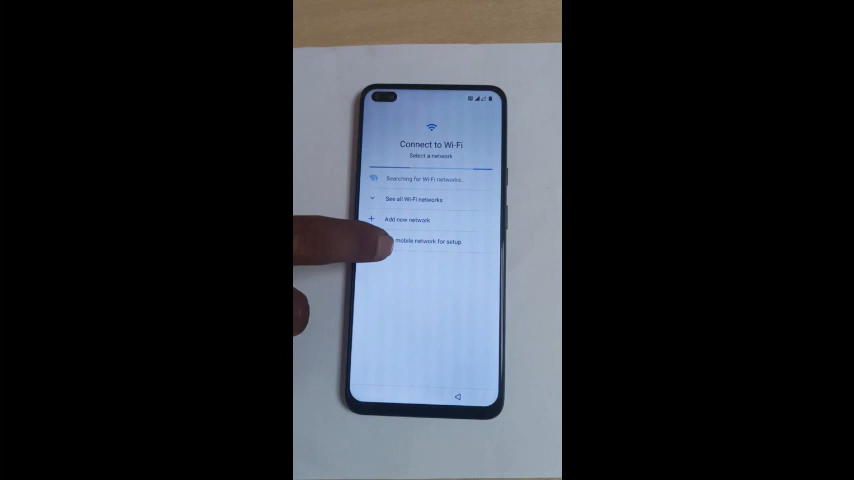 Connect to Wi-Fi
Select a network
Searching for Wi-Fi networks..
See all Wi-Fi networks
Add new network
mobile network for setup